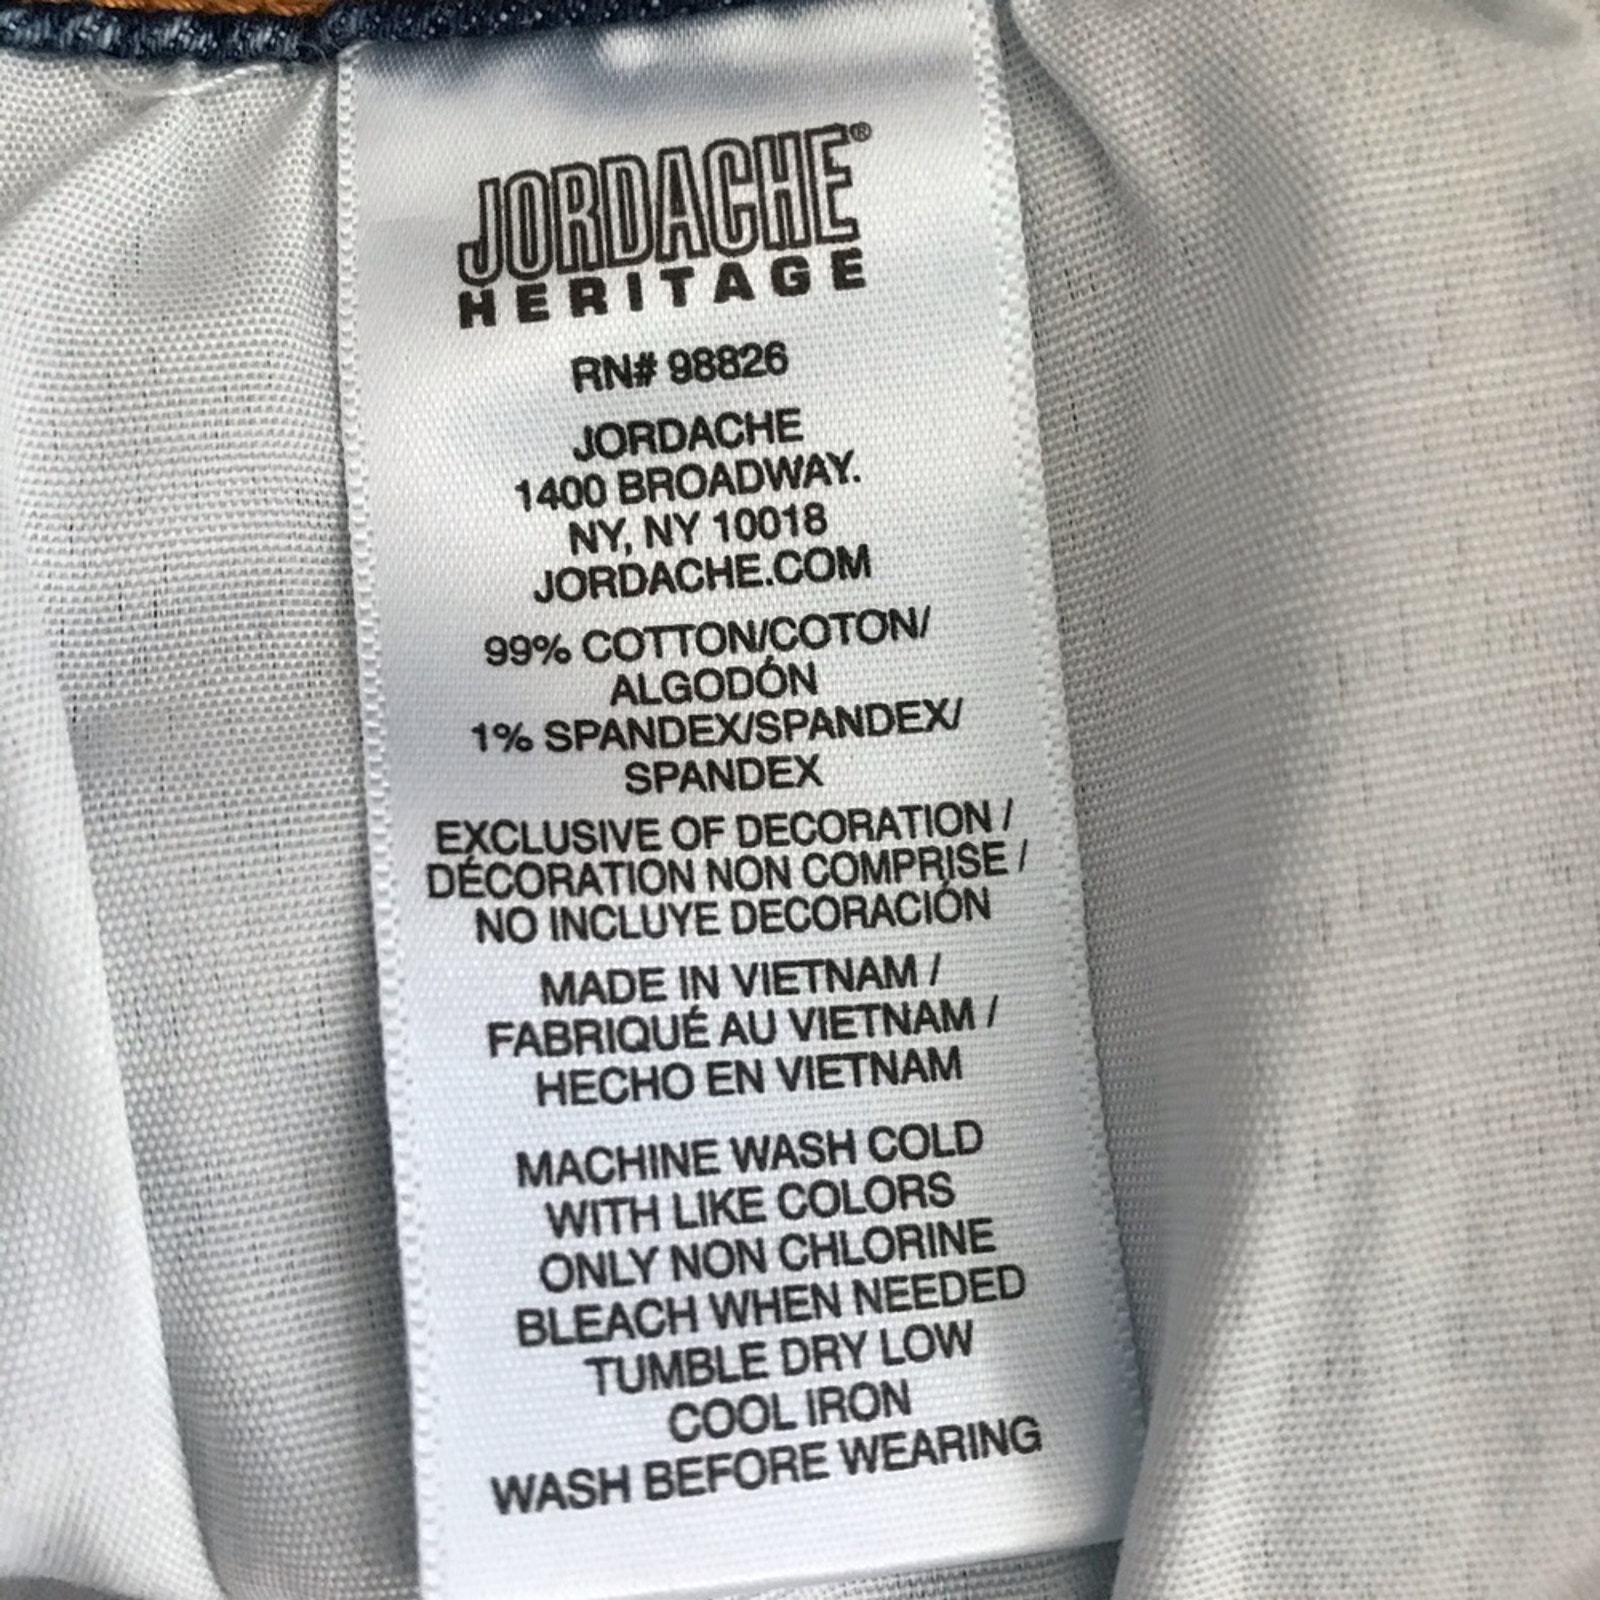 JORDACHE®
HERITAGE
RN# 98826
JORDACHE
1400 BROADWAY.
NY, NY 10018
JORDACHE.COM
99% COTTON/COTON/
ALGODÓN
1% SPANDEX/SPANDEX/
SPANDEX
EXCLUSIVE OF DECORATION /
DÉCORATION NON COMPRISE /
NO INCLUYE DECORACIÓN
MADE IN VIETNAM /
FABRIQUÉ AU VIETNAM /
HECHO EN VIETNAM
MACHINE WASH COLD
WITH LIKE COLORS
ONLY NON CHLORINE
BLEACH WHEN NEEDED
TUMBLE DRY LOW
COOL IRON
WASH BEFORE WEARING